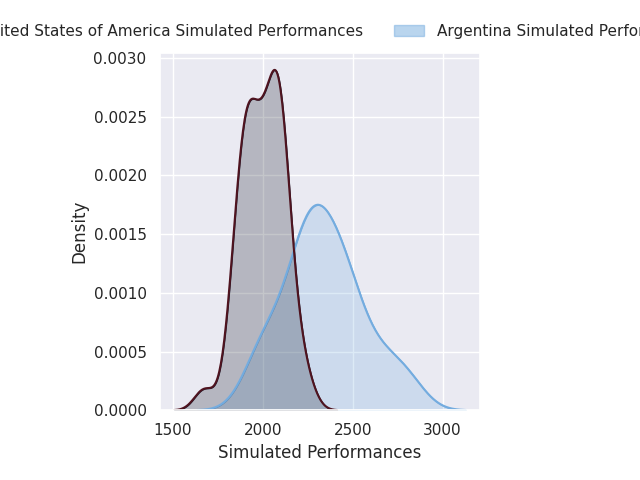 ited States of America Simulated Performances Argentina Simulated Perfor
0.0030
0.0025
0.0020
0.0015
0.0010
0.0005
0.0000
Density
1500 2000 2500 3000
Simulated Performances